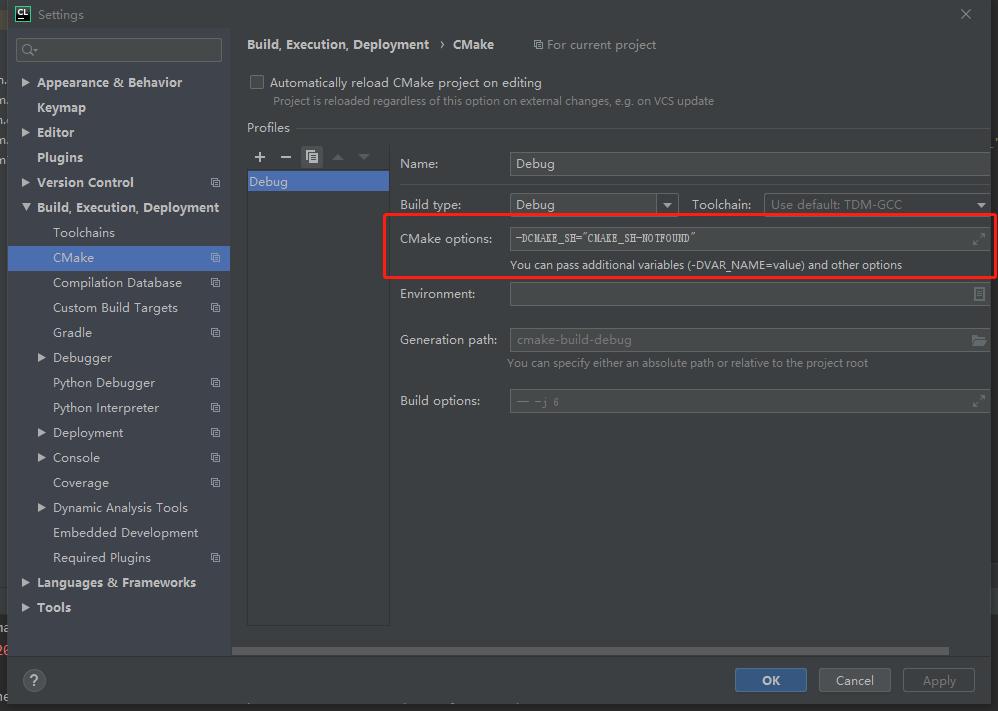 CL
Settings
Build, Execution, Deployment › CMake
For current project
Automatically reload CMake project on editing
Project is reloaded regardless of this option on external changes, e.g. on VCS update
Profiles
Appearance & Behavior
Keymap
Editor
Plugins
Version Control
Build, Execution, Deployment
Toolchains
CMake
Compilation Database
Custom Build Targets
Gradle
Debugger
Python Debugger
Python Interpreter
Deployment
Console
Coverage
Dynamic Analysis Tools
Embedded Development
Required Plugins
Languages & Frameworks
Tools
Debug
Name: Debug
Build type: Debug Toolchain: Use default: TDM-GCC
CMake options: -DCMAKE_SH="CMAKE_SH-NOTFOUND"
You can pass additional variables (-DVAR_NAME=value) and other options
Environment:
Generation path: cmake-build-debug
You can specify either an absolute path or relative to the project root
Build options: -- -j 6
? OK Cancel Apply